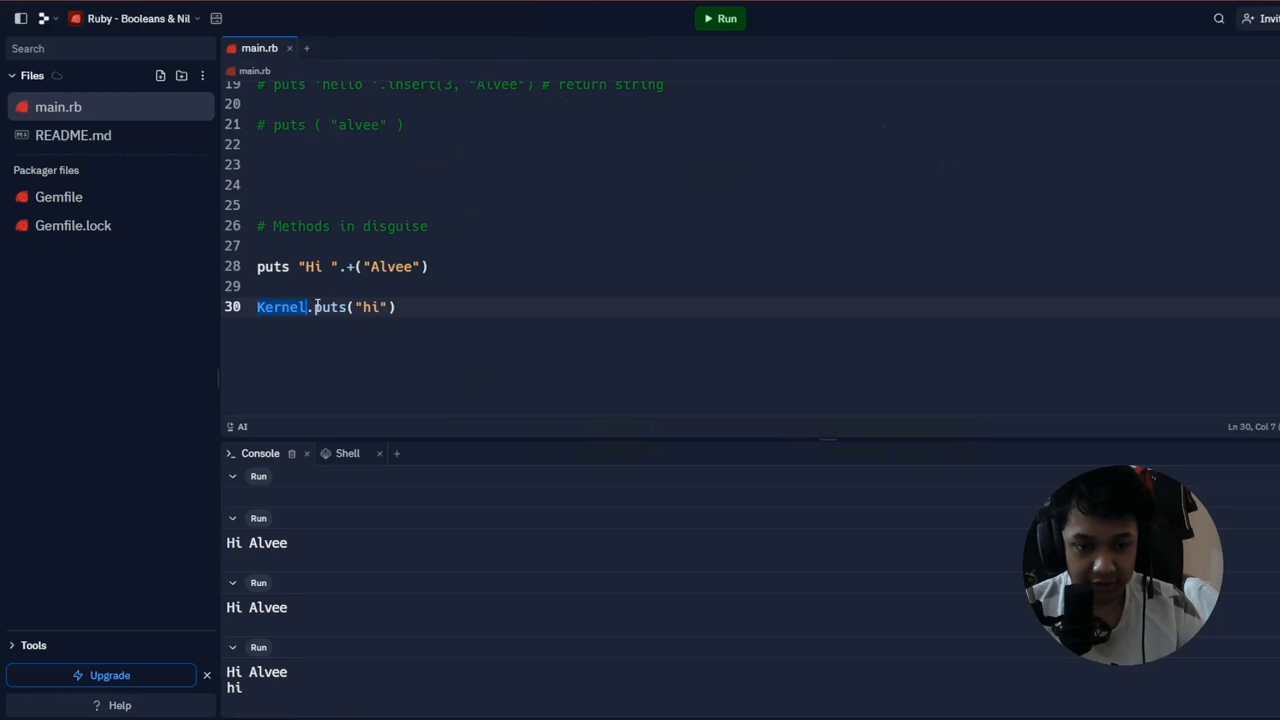 Ruby - Booleans & Nil
Run
Invi
Search
main.rb
Files
main.rb
main.rb
README.md
Packager files
Gemfile
Gemfile.lock
19 # puts 'hello '.insert(3, "Alvee") # return string
20
21 # puts ( "alvee" )
22
23
24
25
26 # Methods in disguise
27
28 puts "Hi ".+("Alvee")
29
30 Kernel.puts("hi")
AI
Ln 30, Col 7
Console
Shell
Run
Run
Hi Alvee
Run
Hi Alvee
Run
Hi Alvee
hi
Tools
Upgrade
Help